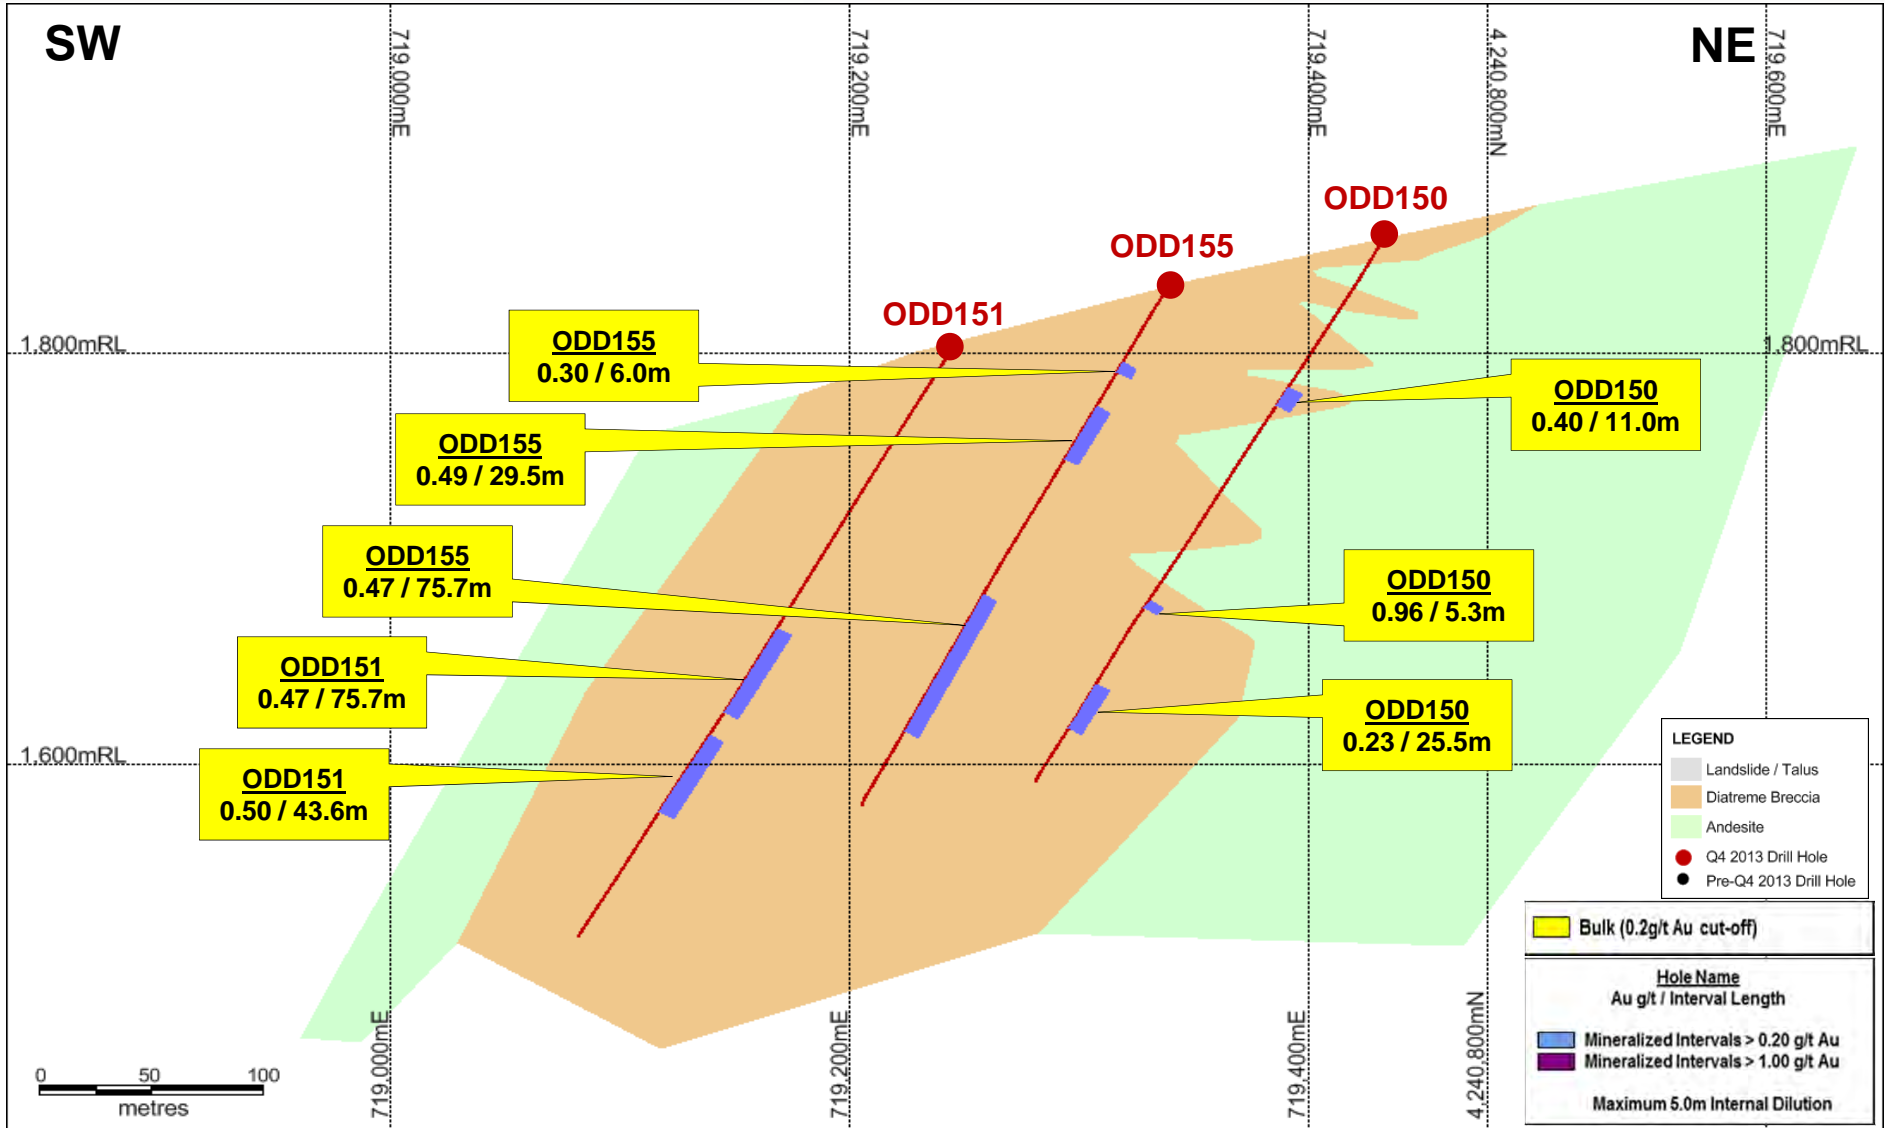 SW
NE
719,000mE
719,200mE
719,400mE
4,240,800mN
719,600mE
ODD150
ODD155
ODD151
1,800mRL
1,800mRL
ODD155
0.30 / 6.0m
ODD150
0.40 / 11.0m
ODD155
0.49 / 29.5m
ODD155
0.47 / 75.7m
ODD150
0.96 / 5.3m
ODD151
0.47 / 75.7m
ODD150
0.23 / 25.5m
1,600mRL
ODD151
0.50 / 43.6m
LEGEND
Landslide / Talus
Diatreme Breccia
Andesite
Q4 2013 Drill Hole
Pre-Q4 2013 Drill Hole
Bulk (0.2g/t Au cut-off)
Hole Name
Au g/t / Interval Length
Mineralized Intervals > 0.20 g/t Au
Mineralized Intervals > 1.00 g/t Au
Maximum 5.0m Internal Dilution
719,000mE
719,200mE
719,400mE
4,240,800mN
0 50 100
metres